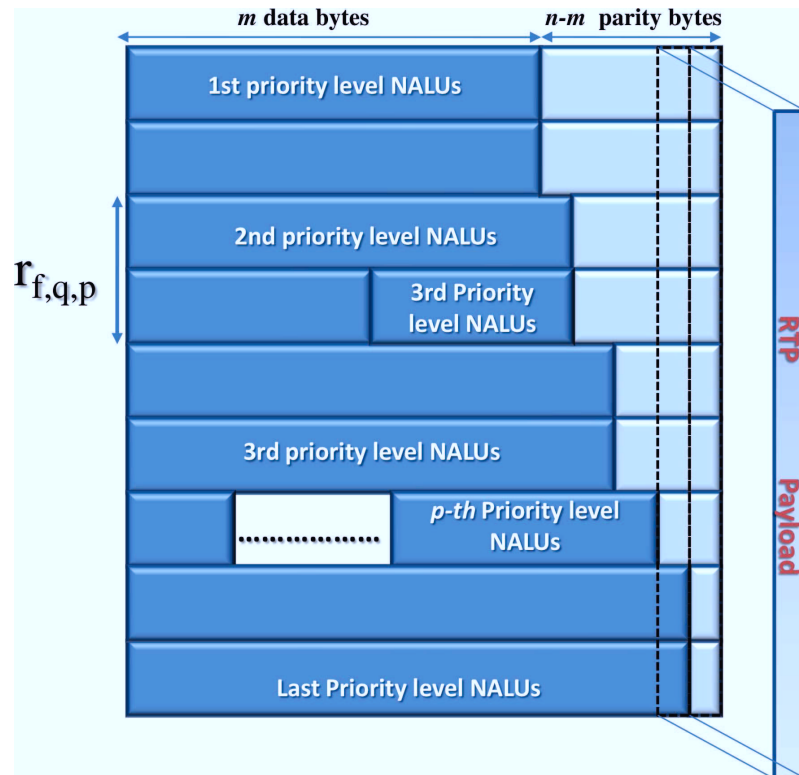 m data bytes
n-m parity bytes
1st priority level NALUs
2nd priority level NALUs
r_{f,q,p}
3rd Priority
level NALUs
3rd priority level NALUs
p-th Priority level
NALUs
..................
Last Priority level NALUs
RTP
Payload